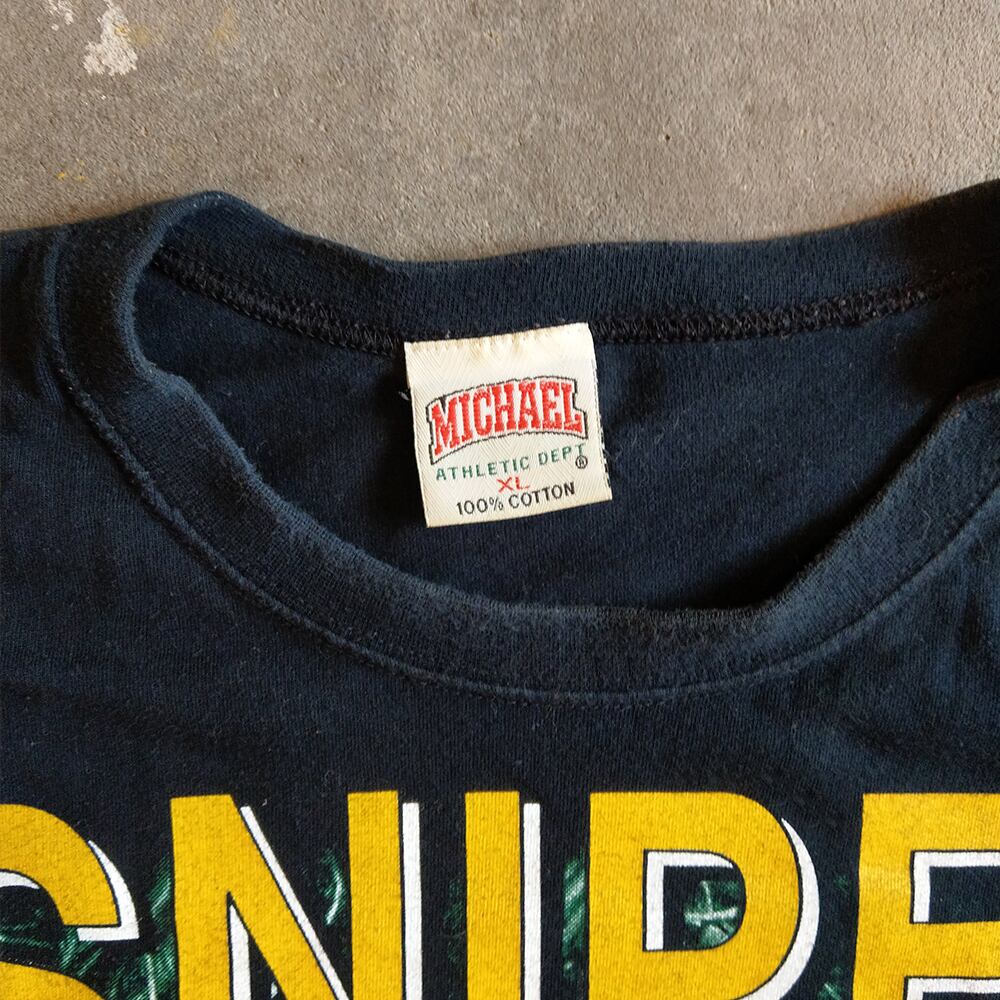 MICHAEL
ATHLETIC DEPT®
XL
100% COTTON
SNIPE